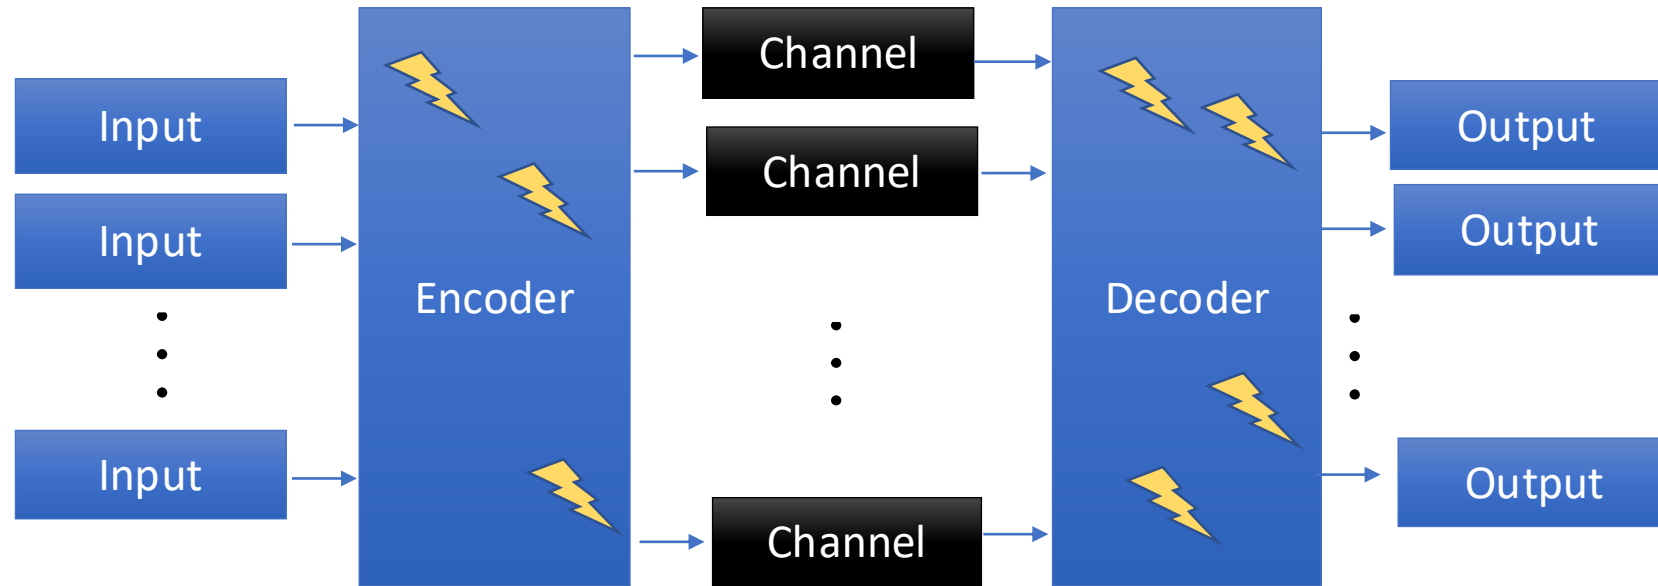 Input
Input
Input
Encoder
Channel
Channel
Channel
Decoder
Output
Output
Output